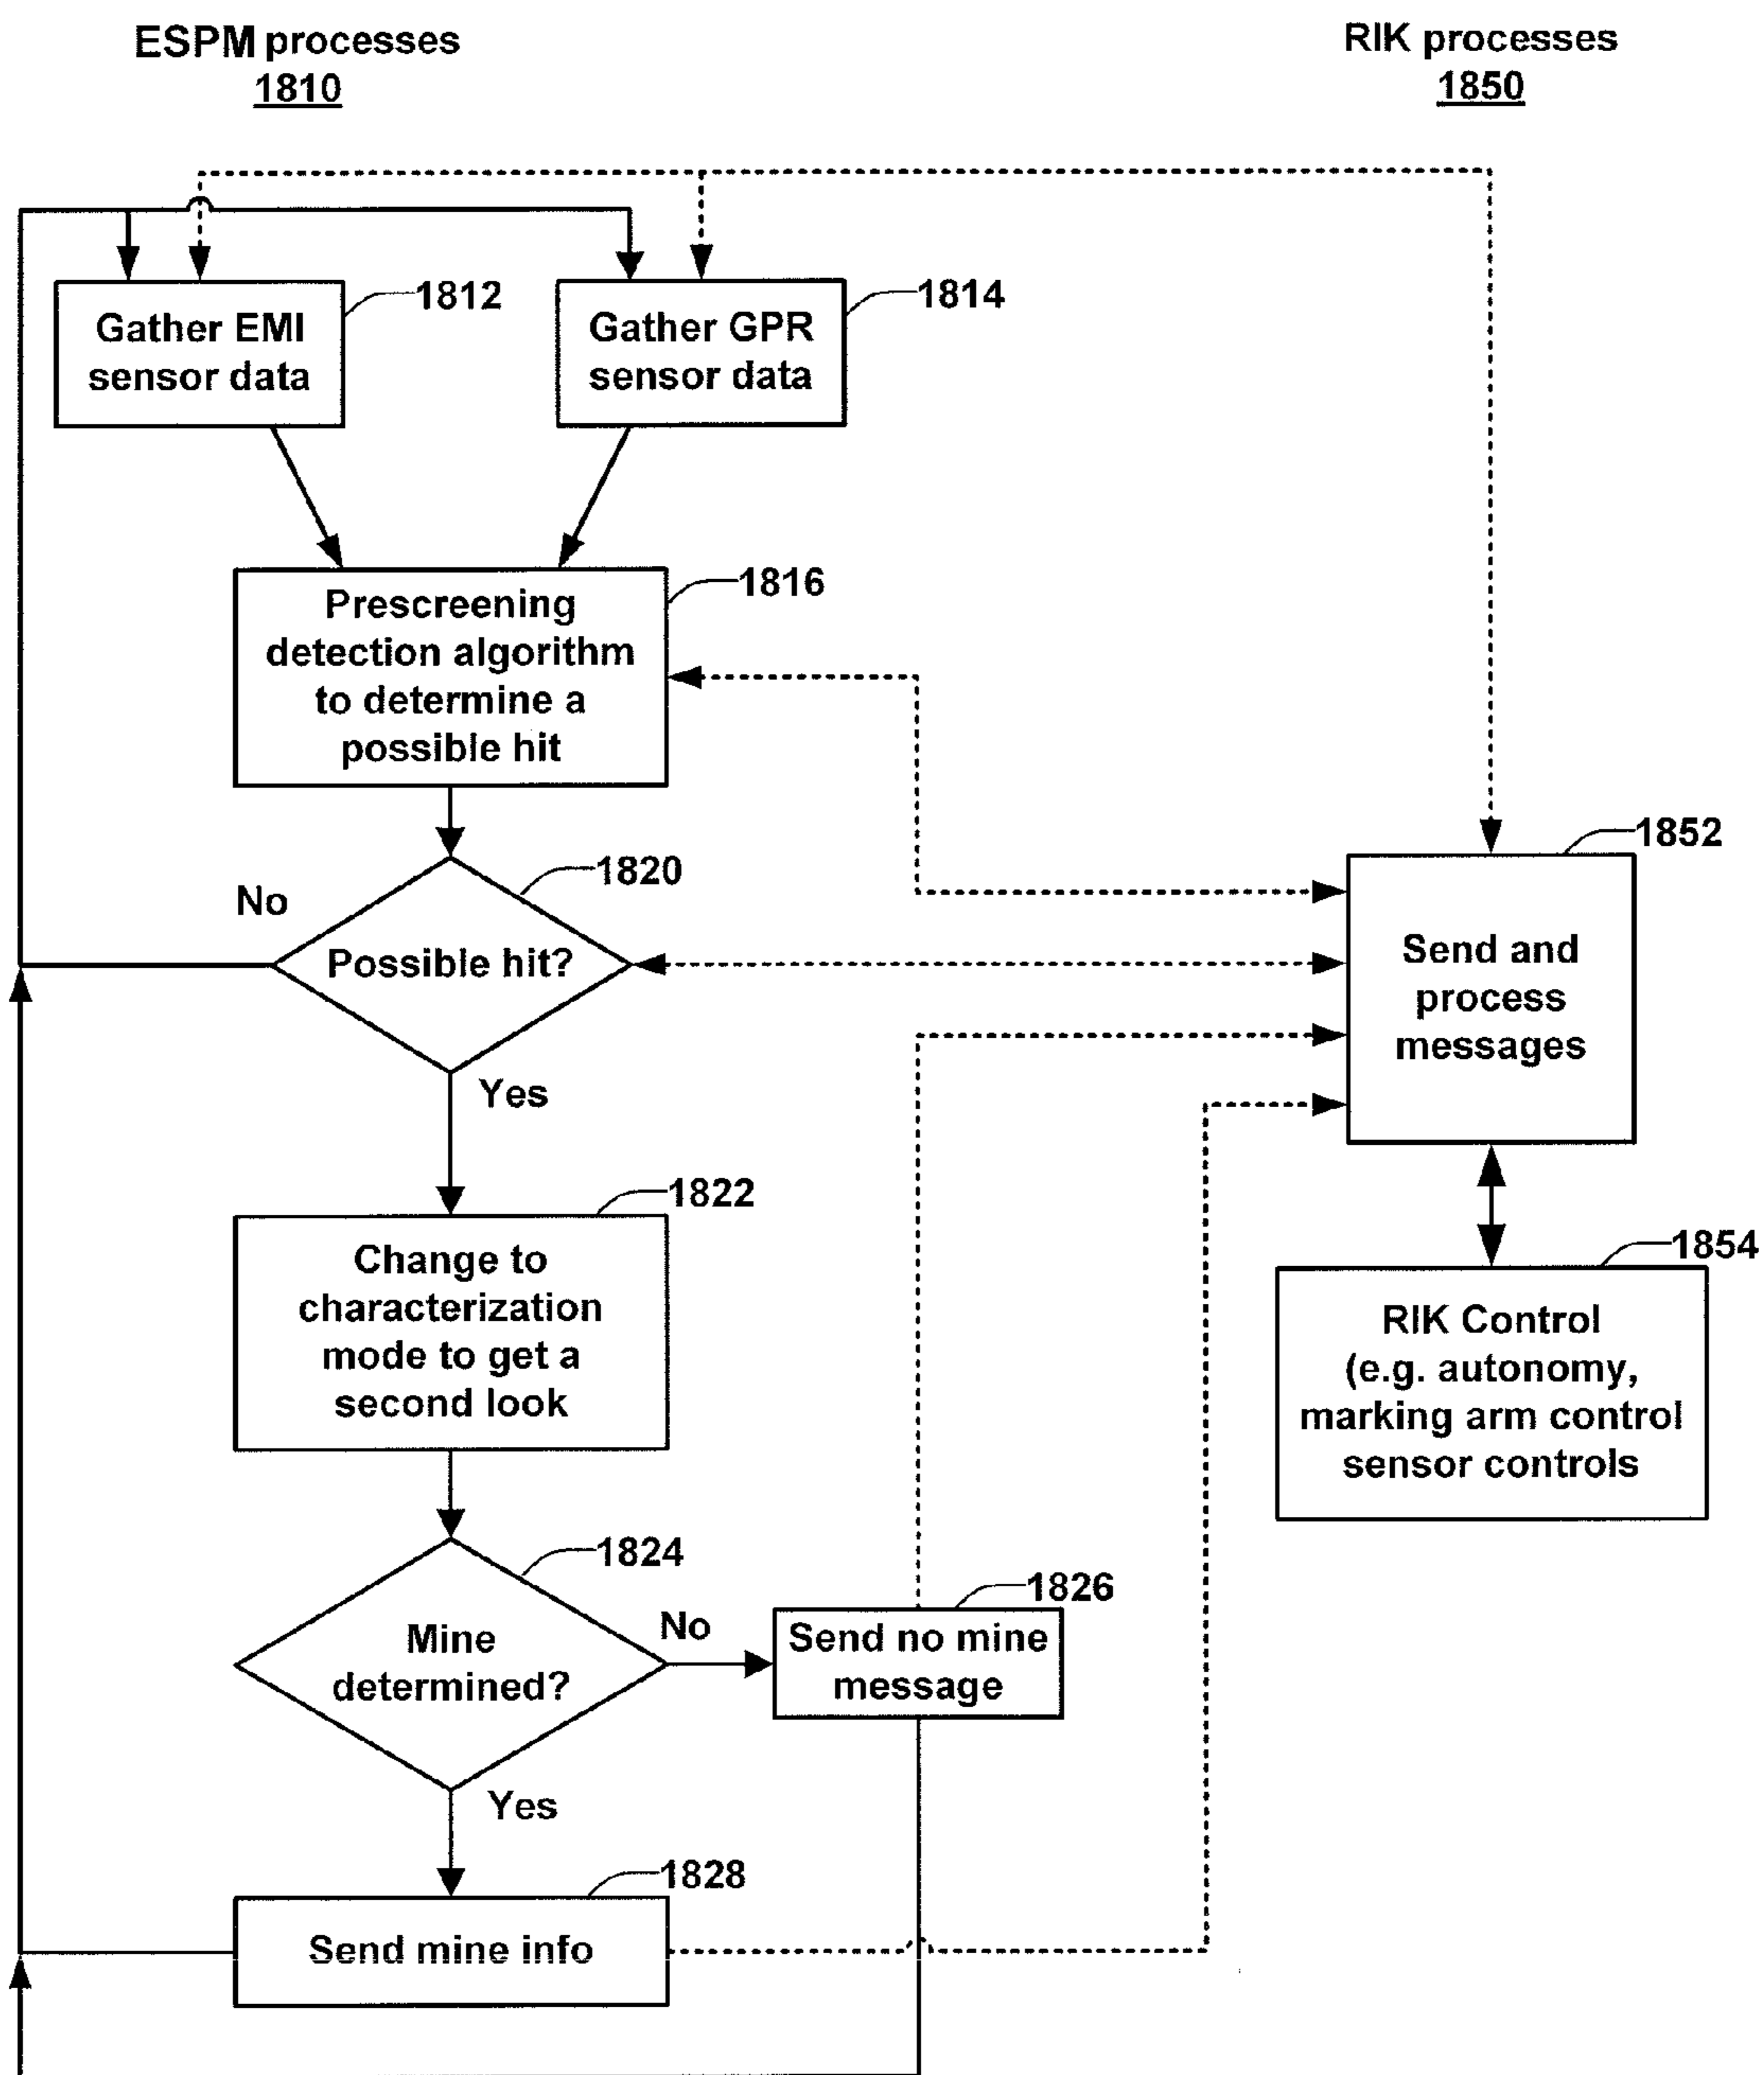 ESPM processes
1810
RIK processes
1850
1812
Gather EMI
sensor data
1814
Gather GPR
sensor data
1816
Prescreening
detection algorithm
to determine a
possible hit
1820
No
Possible hit?
Yes
1852
Send and
process
messages
1822
Change to
characterization
mode to get a
second look
1854
RIK Control
(e.g. autonomy,
marking arm control
sensor controls
1824
Mine
determined?
No
1826
Send no mine
message
Yes
1828
Send mine info